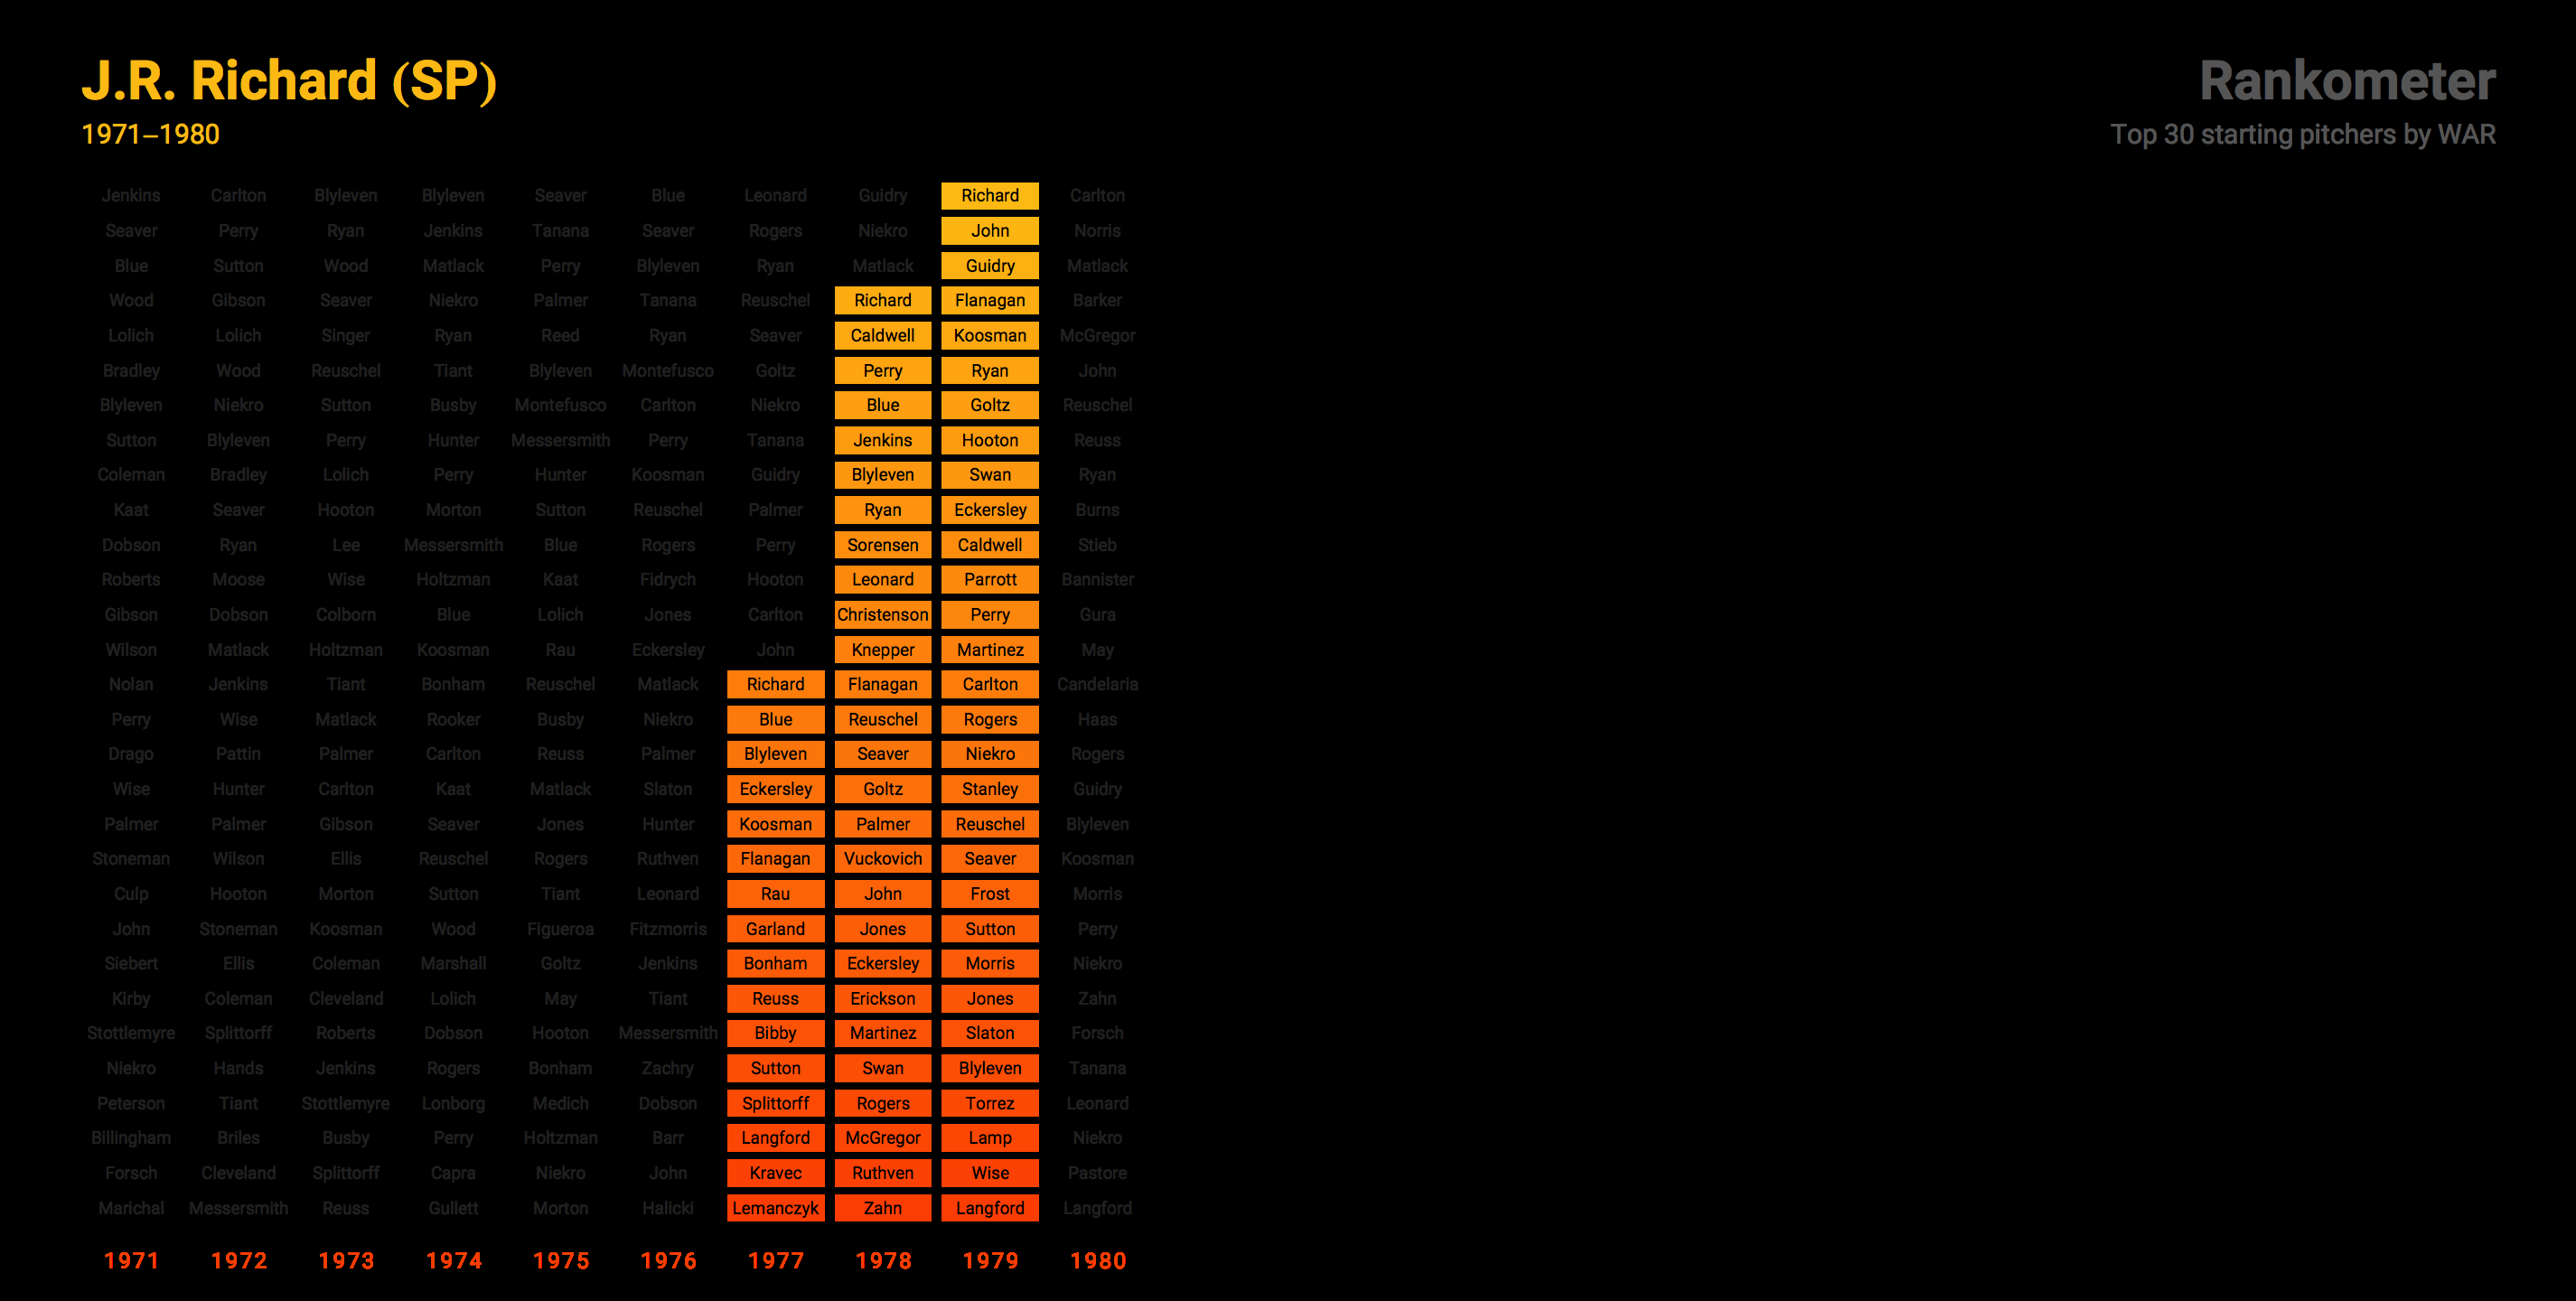 J.R. Richard (SP)
1971–1980
Rankometer
Top 30 starting pitchers by WAR
Jenkins Carlton Blyleven Blyleven Seaver Blue Leonard Guidry Richard Carlton
Seaver Perry Ryan Jenkins Tanana Seaver Rogers Niekro John Norris
Blue Sutton Wood Matlack Perry Blyleven Ryan Matlack Guidry Matlack
Wood Gibson Seaver Niekro Palmer Tanana Reuschel Richard Flanagan Barker
Lolich Lolich Singer Ryan Reed Ryan Seaver Caldwell Koosman McGregor
Bradley Wood Reuschel Tiant Blyleven Montefusco Goltz Perry Ryan John
Blyleven Niekro Sutton Busby Montefusco Carlton Niekro Blue Goltz Reuschel
Sutton Blyleven Perry Hunter Messersmith Perry Tanana Jenkins Hooton Reuss
Coleman Bradley Lolich Perry Hunter Koosman Guidry Blyleven Swan Ryan
Kaat Seaver Hooton Morton Sutton Reuschel Palmer Ryan Eckersley Burns
Dobson Ryan Lee Messersmith Blue Rogers Perry Sorensen Caldwell Stieb
Roberts Moose Wise Holtzman Kaat Fidrych Hooton Leonard Parrott Bannister
Gibson Dobson Colborn Blue Lolich Jones Carlton Christenson Perry Gura
Wilson Matlack Holtzman Koosman Rau Eckersley John Knepper Martinez May
Nolan Jenkins Tiant Bonham Reuschel Matlack Richard Flanagan Carlton Candelaria
Perry Wise Matlack Rooker Busby Niekro Blue Reuschel Rogers Haas
Drago Pattin Palmer Carlton Reuss Palmer Blyleven Seaver Niekro Rogers
Wise Hunter Carlton Kaat Matlack Slaton Eckersley Goltz Stanley Guidry
Palmer Palmer Gibson Seaver Jones Hunter Koosman Palmer Reuschel Blyleven
Stoneman Wilson Ellis Reuschel Rogers Ruthven Flanagan Vuckovich Seaver Koosman
Culp Hooton Morton Sutton Tiant Leonard Rau John Frost Morris
John Stoneman Koosman Wood Figueroa Fitzmorris Garland Jones Sutton Perry
Siebert Ellis Coleman Marshall Goltz Jenkins Bonham Eckersley Morris Niekro
Kirby Coleman Cleveland Lolich May Tiant Reuss Erickson Jones Zahn
Stottlemyre Splittorff Roberts Dobson Hooton Messersmith Bibby Martinez Slaton Forsch
Niekro Hands Jenkins Rogers Bonham Zachry Sutton Swan Blyleven Tanana
Peterson Tiant Stottlemyre Lonborg Medich Dobson Splittorff Rogers Torrez Leonard
Billingham Briles Busby Perry Holtzman Barr Langford McGregor Lamp Niekro
Forsch Cleveland Splittorff Capra Niekro John Kravec Ruthven Wise Pastore
Marichal Messersmith Reuss Gullett Morton Halicki Lemanczyk Zahn Langford Langford
1971 1972 1973 1974 1975 1976 1977 1978 1979 1980